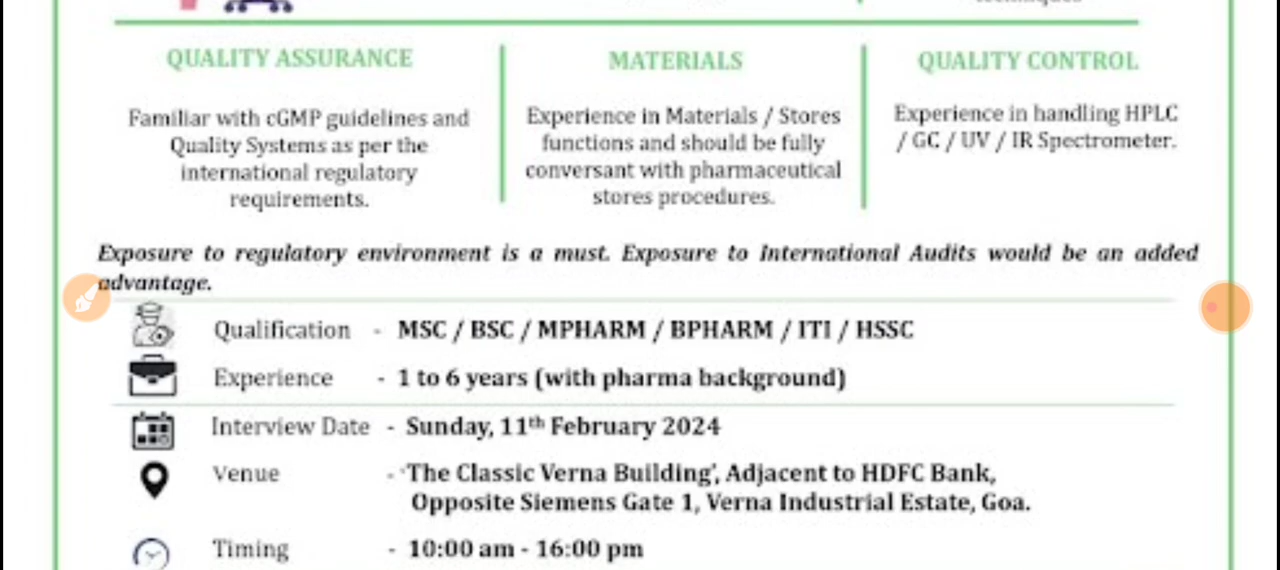 QUALITY ASSURANCE
Familiar with cGMP guidelines and
Quality Systems as per the
international regulatory
requirements.
MATERIALS
Experience in Materials / Stores
functions and should be fully
conversant with pharmaceutical
stores procedures.
QUALITY CONTROL
Experience in handling HPLC
/ GC / UV / IR Spectrometer.
Exposure to regulatory environment is a must. Exposure to International Audits would be an added
advantage.
Qualification - MSC / BSC / MPHARM / BPHARM / ITI / HSSC
Experience - 1 to 6 years (with pharma background)
Interview Date - Sunday, 11th February 2024
Venue - 'The Classic Verna Building', Adjacent to HDFC Bank,
Opposite Siemens Gate 1, Verna Industrial Estate, Goa.
Timing - 10:00 am - 16:00 pm